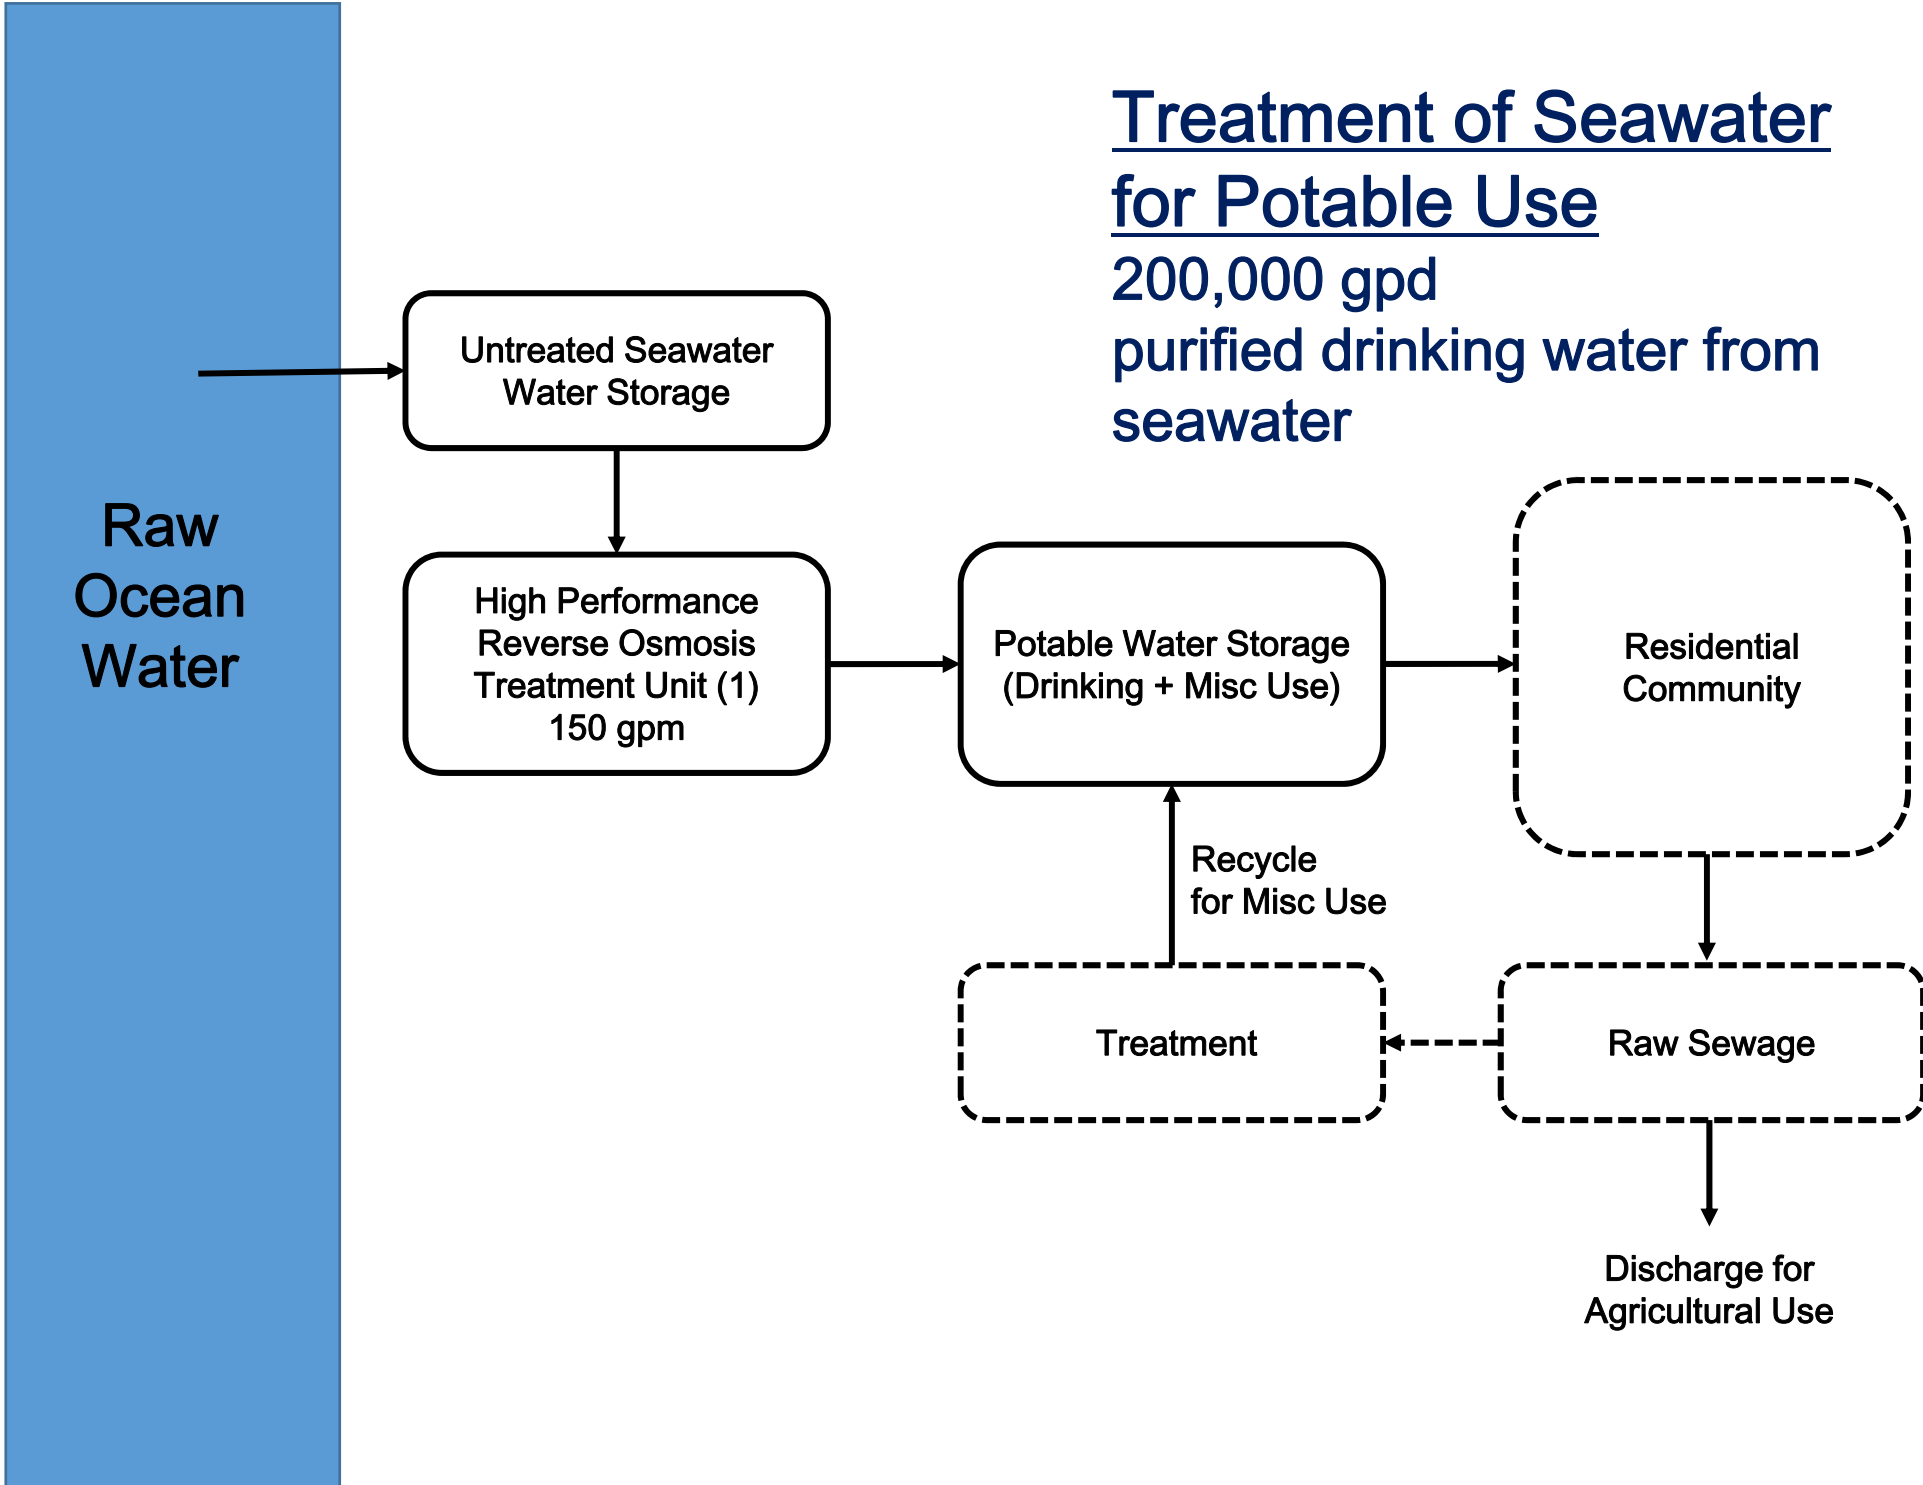 Treatment of Seawater
for Potable Use
200,000 gpd
purified drinking water from
seawater
Raw
Ocean
Water
Untreated Seawater
Water Storage
High Performance
Reverse Osmosis
Treatment Unit (1)
150 gpm
Potable Water Storage
(Drinking + Misc Use)
Residential
Community
Recycle
for Misc Use
Treatment
Raw Sewage
Discharge for
Agricultural Use